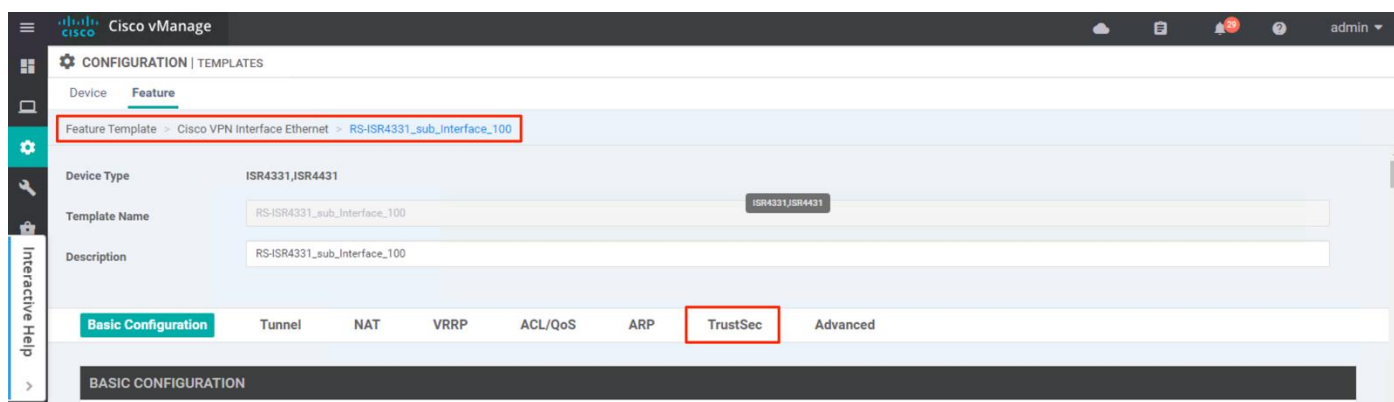 cisco Cisco vManage 29 admin
CONFIGURATION | TEMPLATES
Device Feature
Feature Template > Cisco VPN Interface Ethernet > RS-ISR4331_sub_Interface_100
Device Type ISR4331,ISR4431
ISR4331,ISR4431
Template Name RS-ISR4331_sub_Interface_100
Description RS-ISR4331_sub_Interface_100
Interactive Help >
Basic Configuration Tunnel NAT VRRP ACL/QoS ARP TrustSec Advanced
BASIC CONFIGURATION